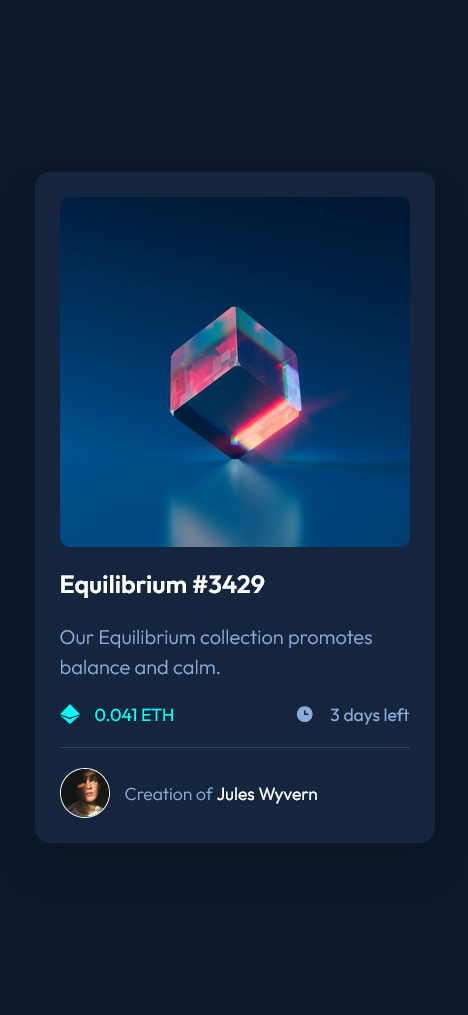 Equilibrium #3429
Our Equilibrium collection promotes
balance and calm.
0.041 ETH
3 days left
Creation of Jules Wyvern